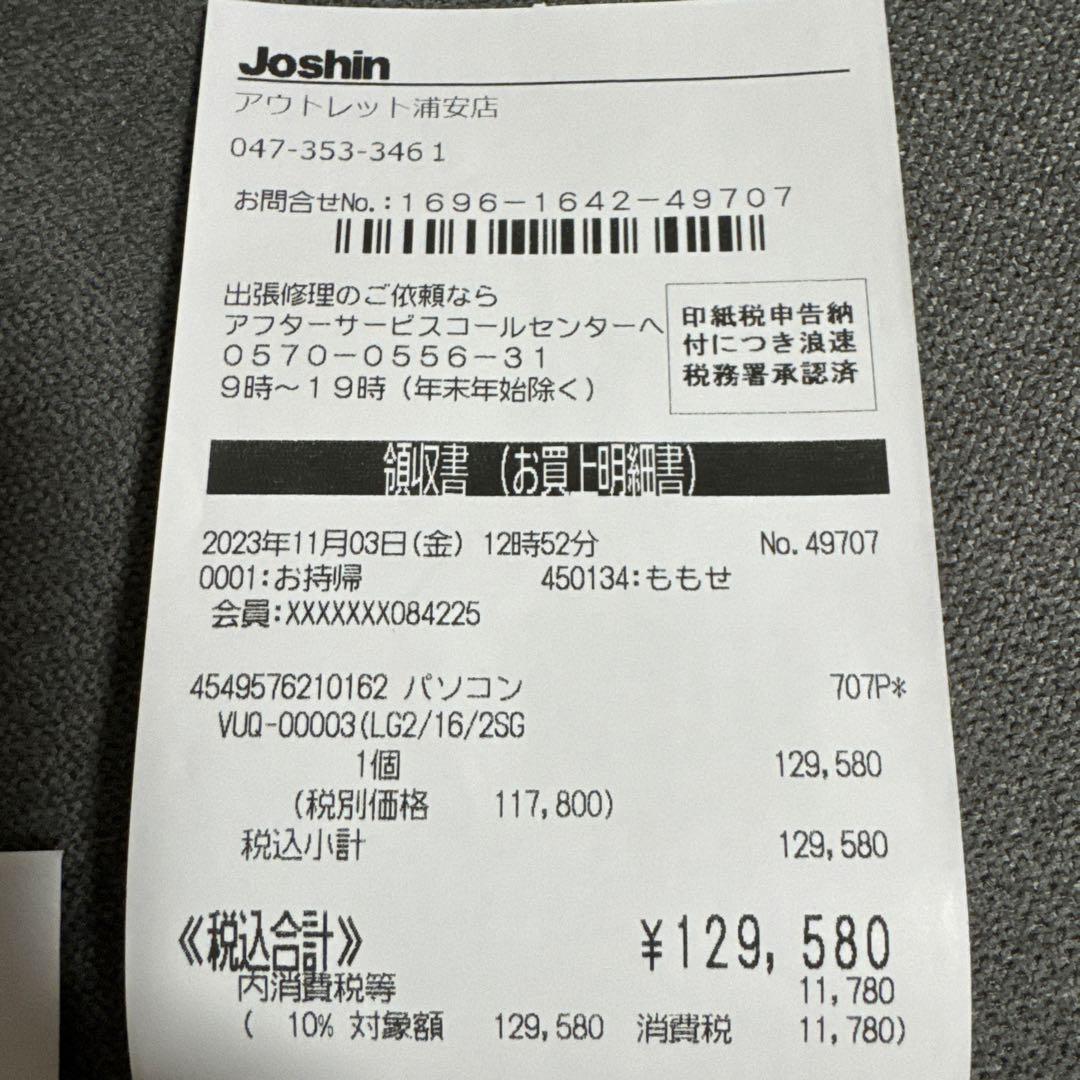 Joshin
アウトレット浦安店
047-353-3461
お問合せNo.:1696-1642-49707
出張修理のご依頼なら
アフターサービスコールセンターへ
0570-0556-31
9時〜19時(年末年始除く)
印紙税申告納
付につき浪速
税務署承認済
領収書 (お買上明細書)
2023年11月03日(金) 12時52分 No.49707
0001:お持帰 450134:ももせ
会員:XXXXXXX084225
4549576210162 パソコン 707P*
VUQ-00003(LG2/16/2SG
1個 129,580
(税別価格 117,800)
税込小計 129,580
《税込合計》 ¥129,580
内消費税等 11,780
( 10% 対象額 129,580 消費税 11,780)